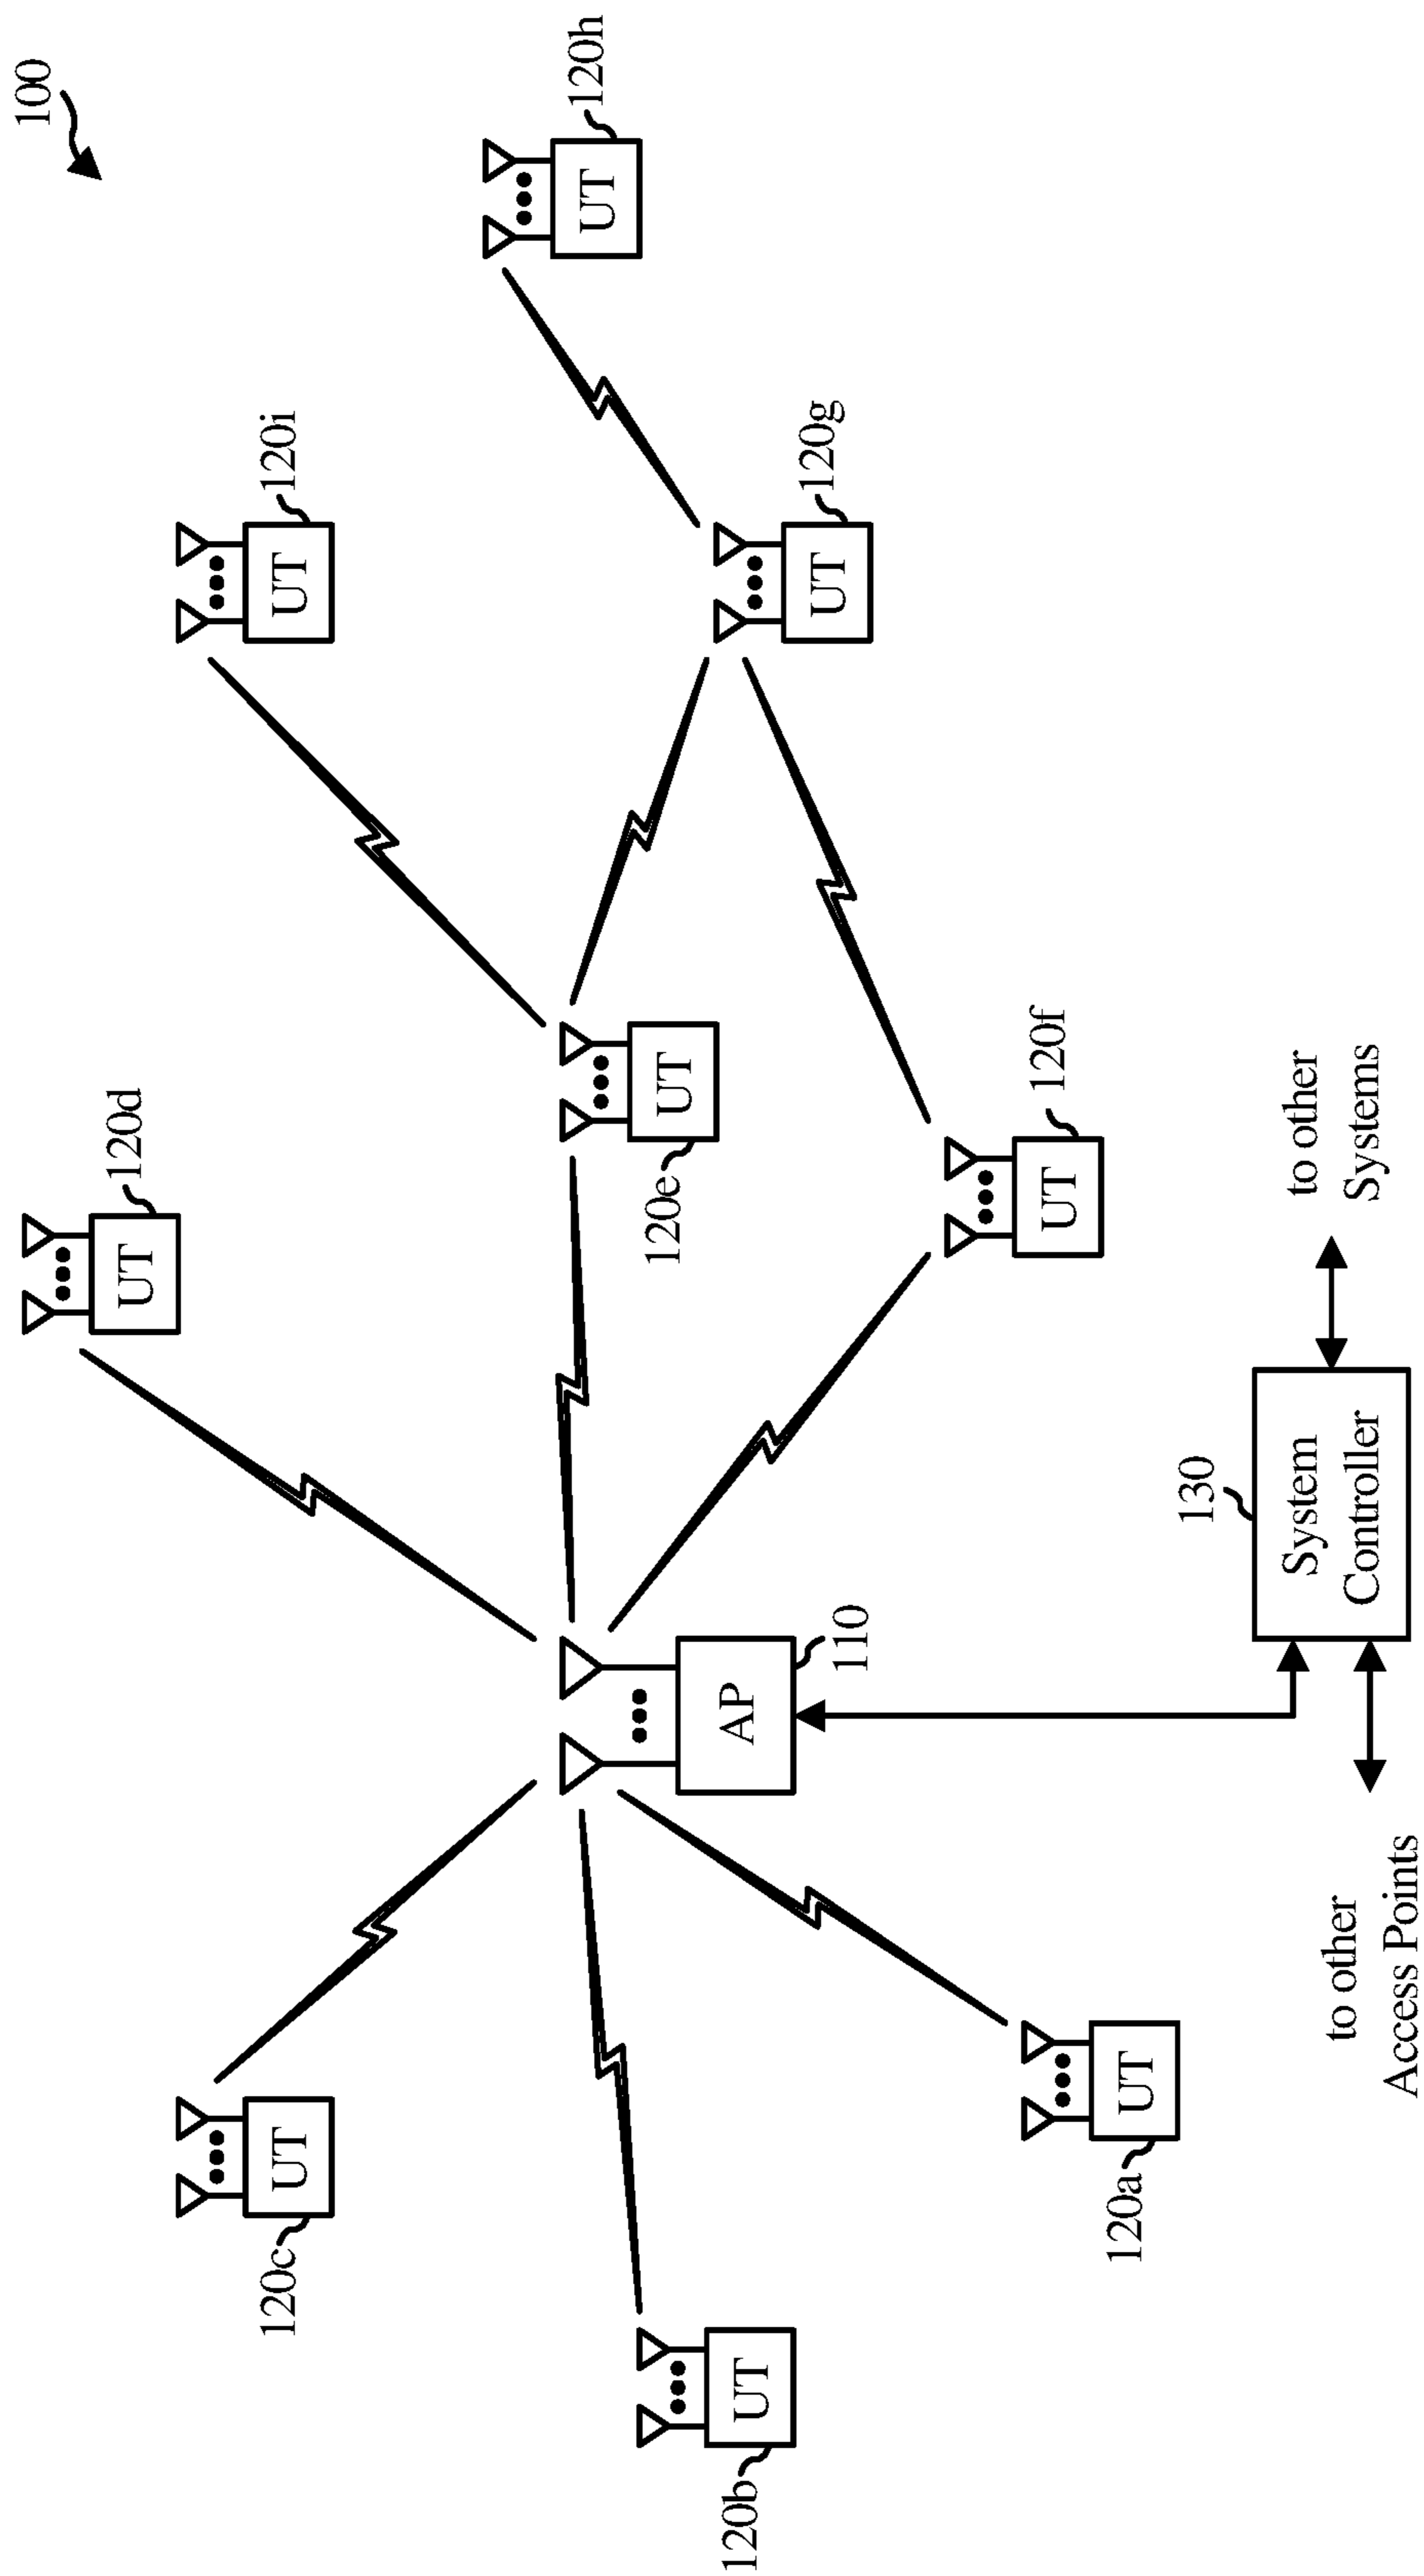 100
UT
120d
UT
120i
UT
120c
UT
120h
UT
120e
UT
120b
AP
110
UT
120g
UT
120f
UT
120a
130
System
Controller
to other
Systems
to other
Access Points